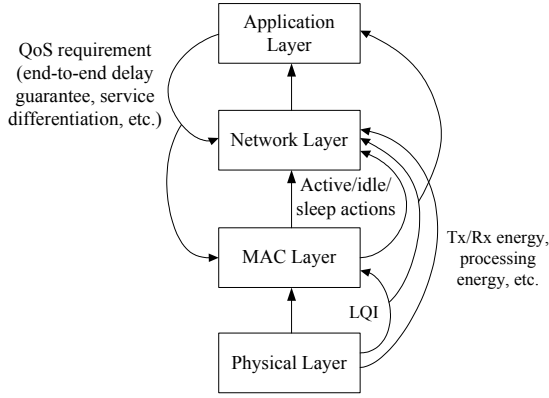 Application
Layer
QoS requirement
(end-to-end delay
guarantee, service
differentiation, etc.)
Network Layer
Active/idle/
sleep actions
Tx/Rx energy,
processing
energy, etc.
MAC Layer
LQI
Physical Layer